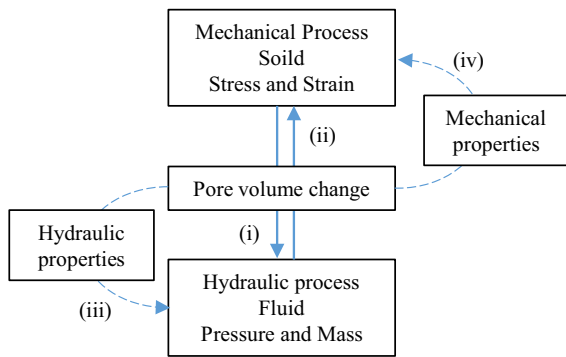 Mechanical Process
Soild
Stress and Strain
(iv)
Mechanical
properties
(ii)
Pore volume change
(i)
Hydraulic
properties
(iii)
Hydraulic process
Fluid
Pressure and Mass